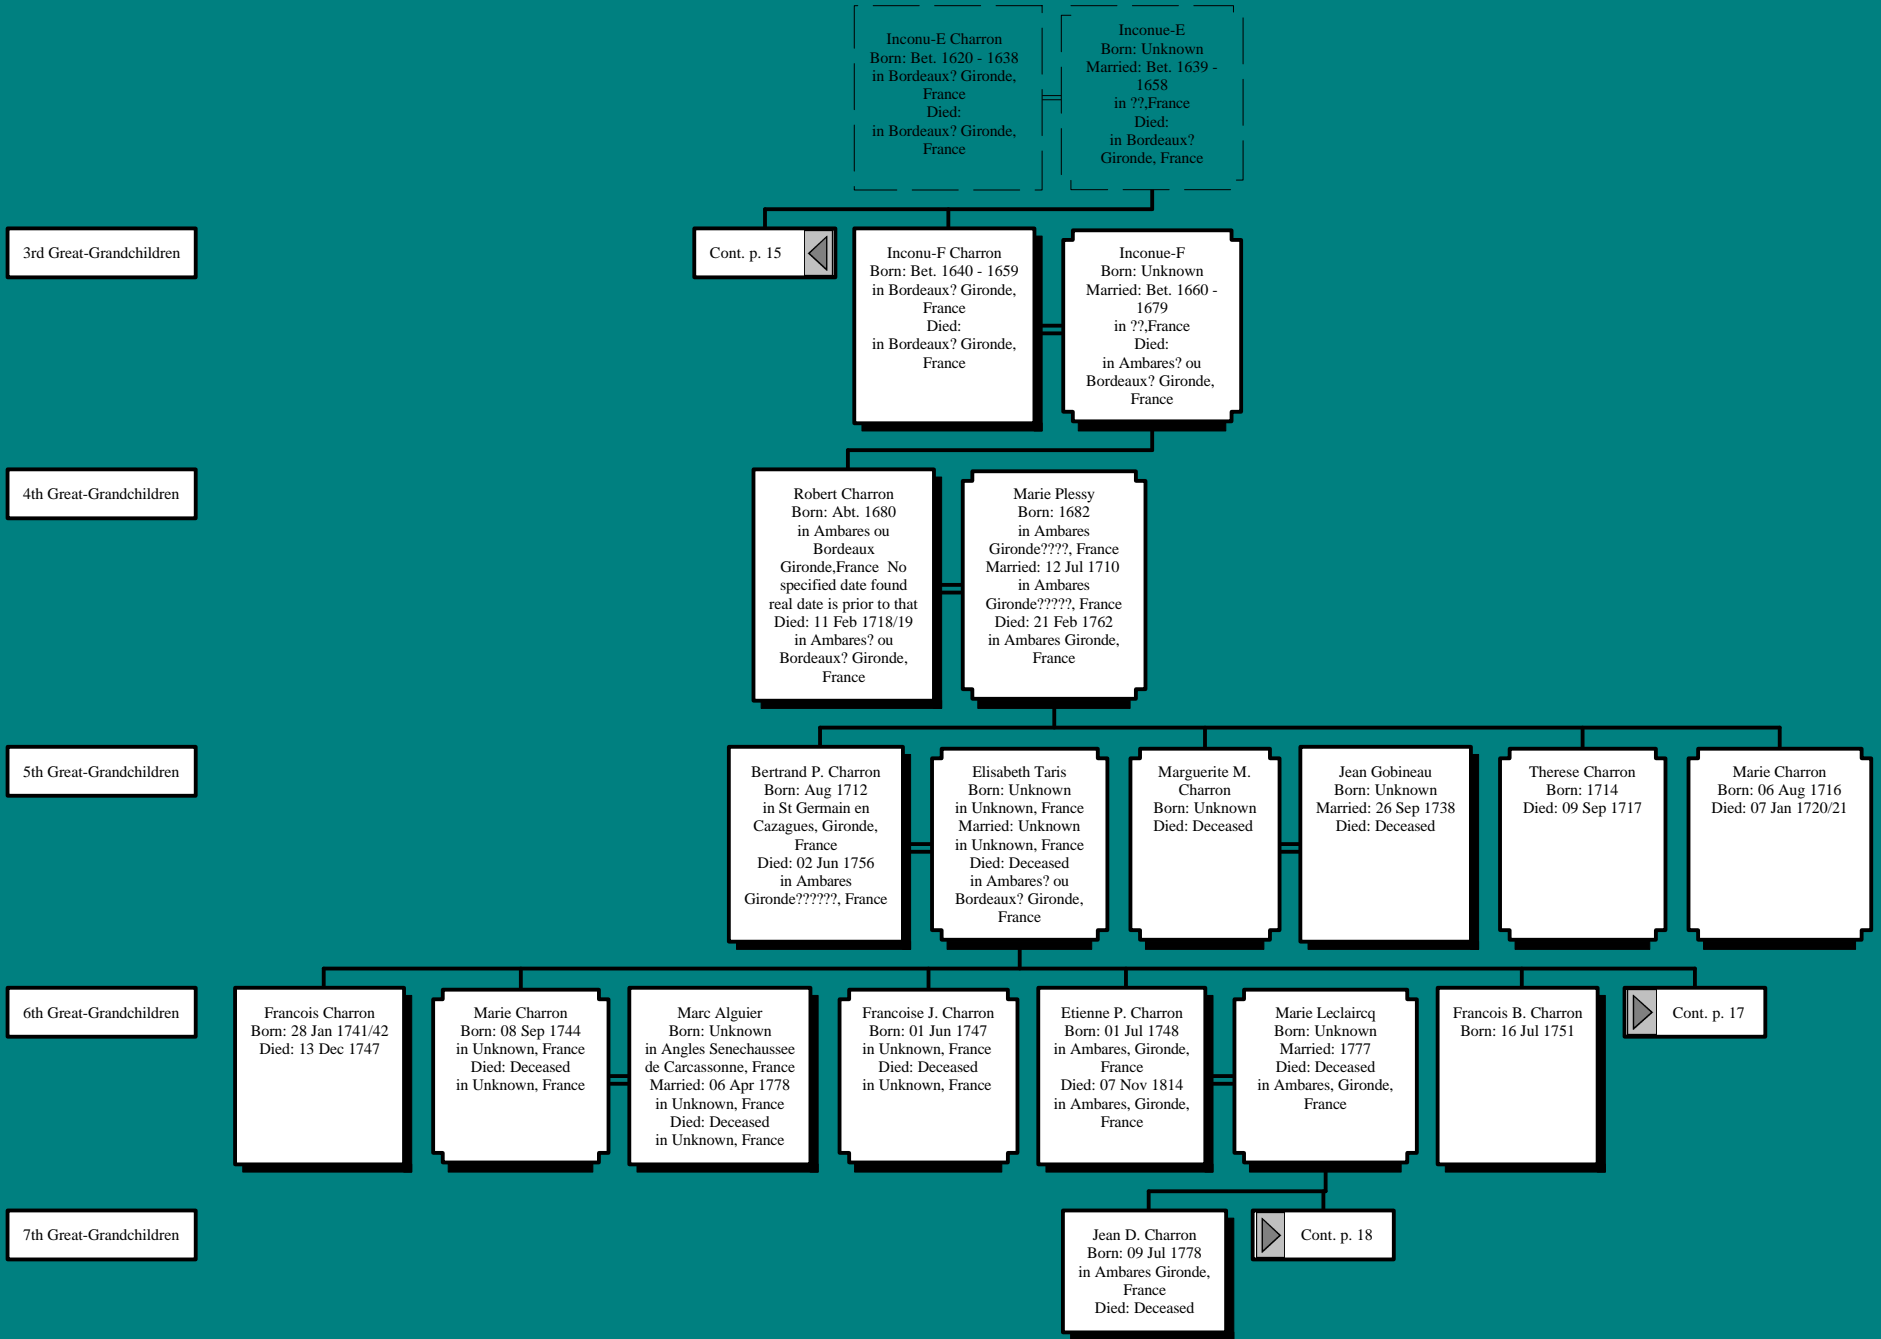 Inconu-E Charron
Born: Bet. 1620 - 1638
in Bordeaux? Gironde,
France
Died:
in Bordeaux? Gironde,
France
Inconue-E
Born: Unknown
Married: Bet. 1639 -
1658
in ??,France
Died:
in Bordeaux?
Gironde, France
3rd Great-Grandchildren
Cont. p. 15
Inconu-F Charron
Born: Bet. 1640 - 1659
in Bordeaux? Gironde,
France
Died:
in Bordeaux? Gironde,
France
Inconue-F
Born: Unknown
Married: Bet. 1660 -
1679
in ??,France
Died:
in Ambares? ou
Bordeaux? Gironde,
France
4th Great-Grandchildren
Robert Charron
Born: Abt. 1680
in Ambares ou
Bordeaux
Gironde,France  No
specified date found
real date is prior to that
Died: 11 Feb 1718/19
in Ambares? ou
Bordeaux? Gironde,
France
Marie Plessy
Born: 1682
in Ambares
Gironde????, France
Married: 12 Jul 1710
in Ambares
Gironde?????, France
Died: 21 Feb 1762
in Ambares Gironde,
France
5th Great-Grandchildren
Bertrand P. Charron
Born: Aug 1712
in St Germain en
Cazagues, Gironde,
France
Died: 02 Jun 1756
in Ambares
Gironde??????, France
Elisabeth Taris
Born: Unknown
in Unknown, France
Married: Unknown
in Unknown, France
Died: Deceased
in Ambares? ou
Bordeaux? Gironde,
France
Marguerite M.
Charron
Born: Unknown
Died: Deceased
Jean Gobineau
Born: Unknown
Married: 26 Sep 1738
Died: Deceased
Therese Charron
Born: 1714
Died: 09 Sep 1717
Marie Charron
Born: 06 Aug 1716
Died: 07 Jan 1720/21
6th Great-Grandchildren
Francois Charron
Born: 28 Jan 1741/42
Died: 13 Dec 1747
Marie Charron
Born: 08 Sep 1744
in Unknown, France
Died: Deceased
in Unknown, France
Marc Alguier
Born: Unknown
in Angles Senechaussee
de Carcassonne, France
Married: 06 Apr 1778
in Unknown, France
Died: Deceased
in Unknown, France
Francoise J. Charron
Born: 01 Jun 1747
in Unknown, France
Died: Deceased
in Unknown, France
Etienne P. Charron
Born: 01 Jul 1748
in Ambares, Gironde,
France
Died: 07 Nov 1814
in Ambares, Gironde,
France
Marie Leclaircq
Born: Unknown
Married: 1777
Died: Deceased
in Ambares, Gironde,
France
Francois B. Charron
Born: 16 Jul 1751
Cont. p. 17
7th Great-Grandchildren
Jean D. Charron
Born: 09 Jul 1778
in Ambares Gironde,
France
Died: Deceased
Cont. p. 18